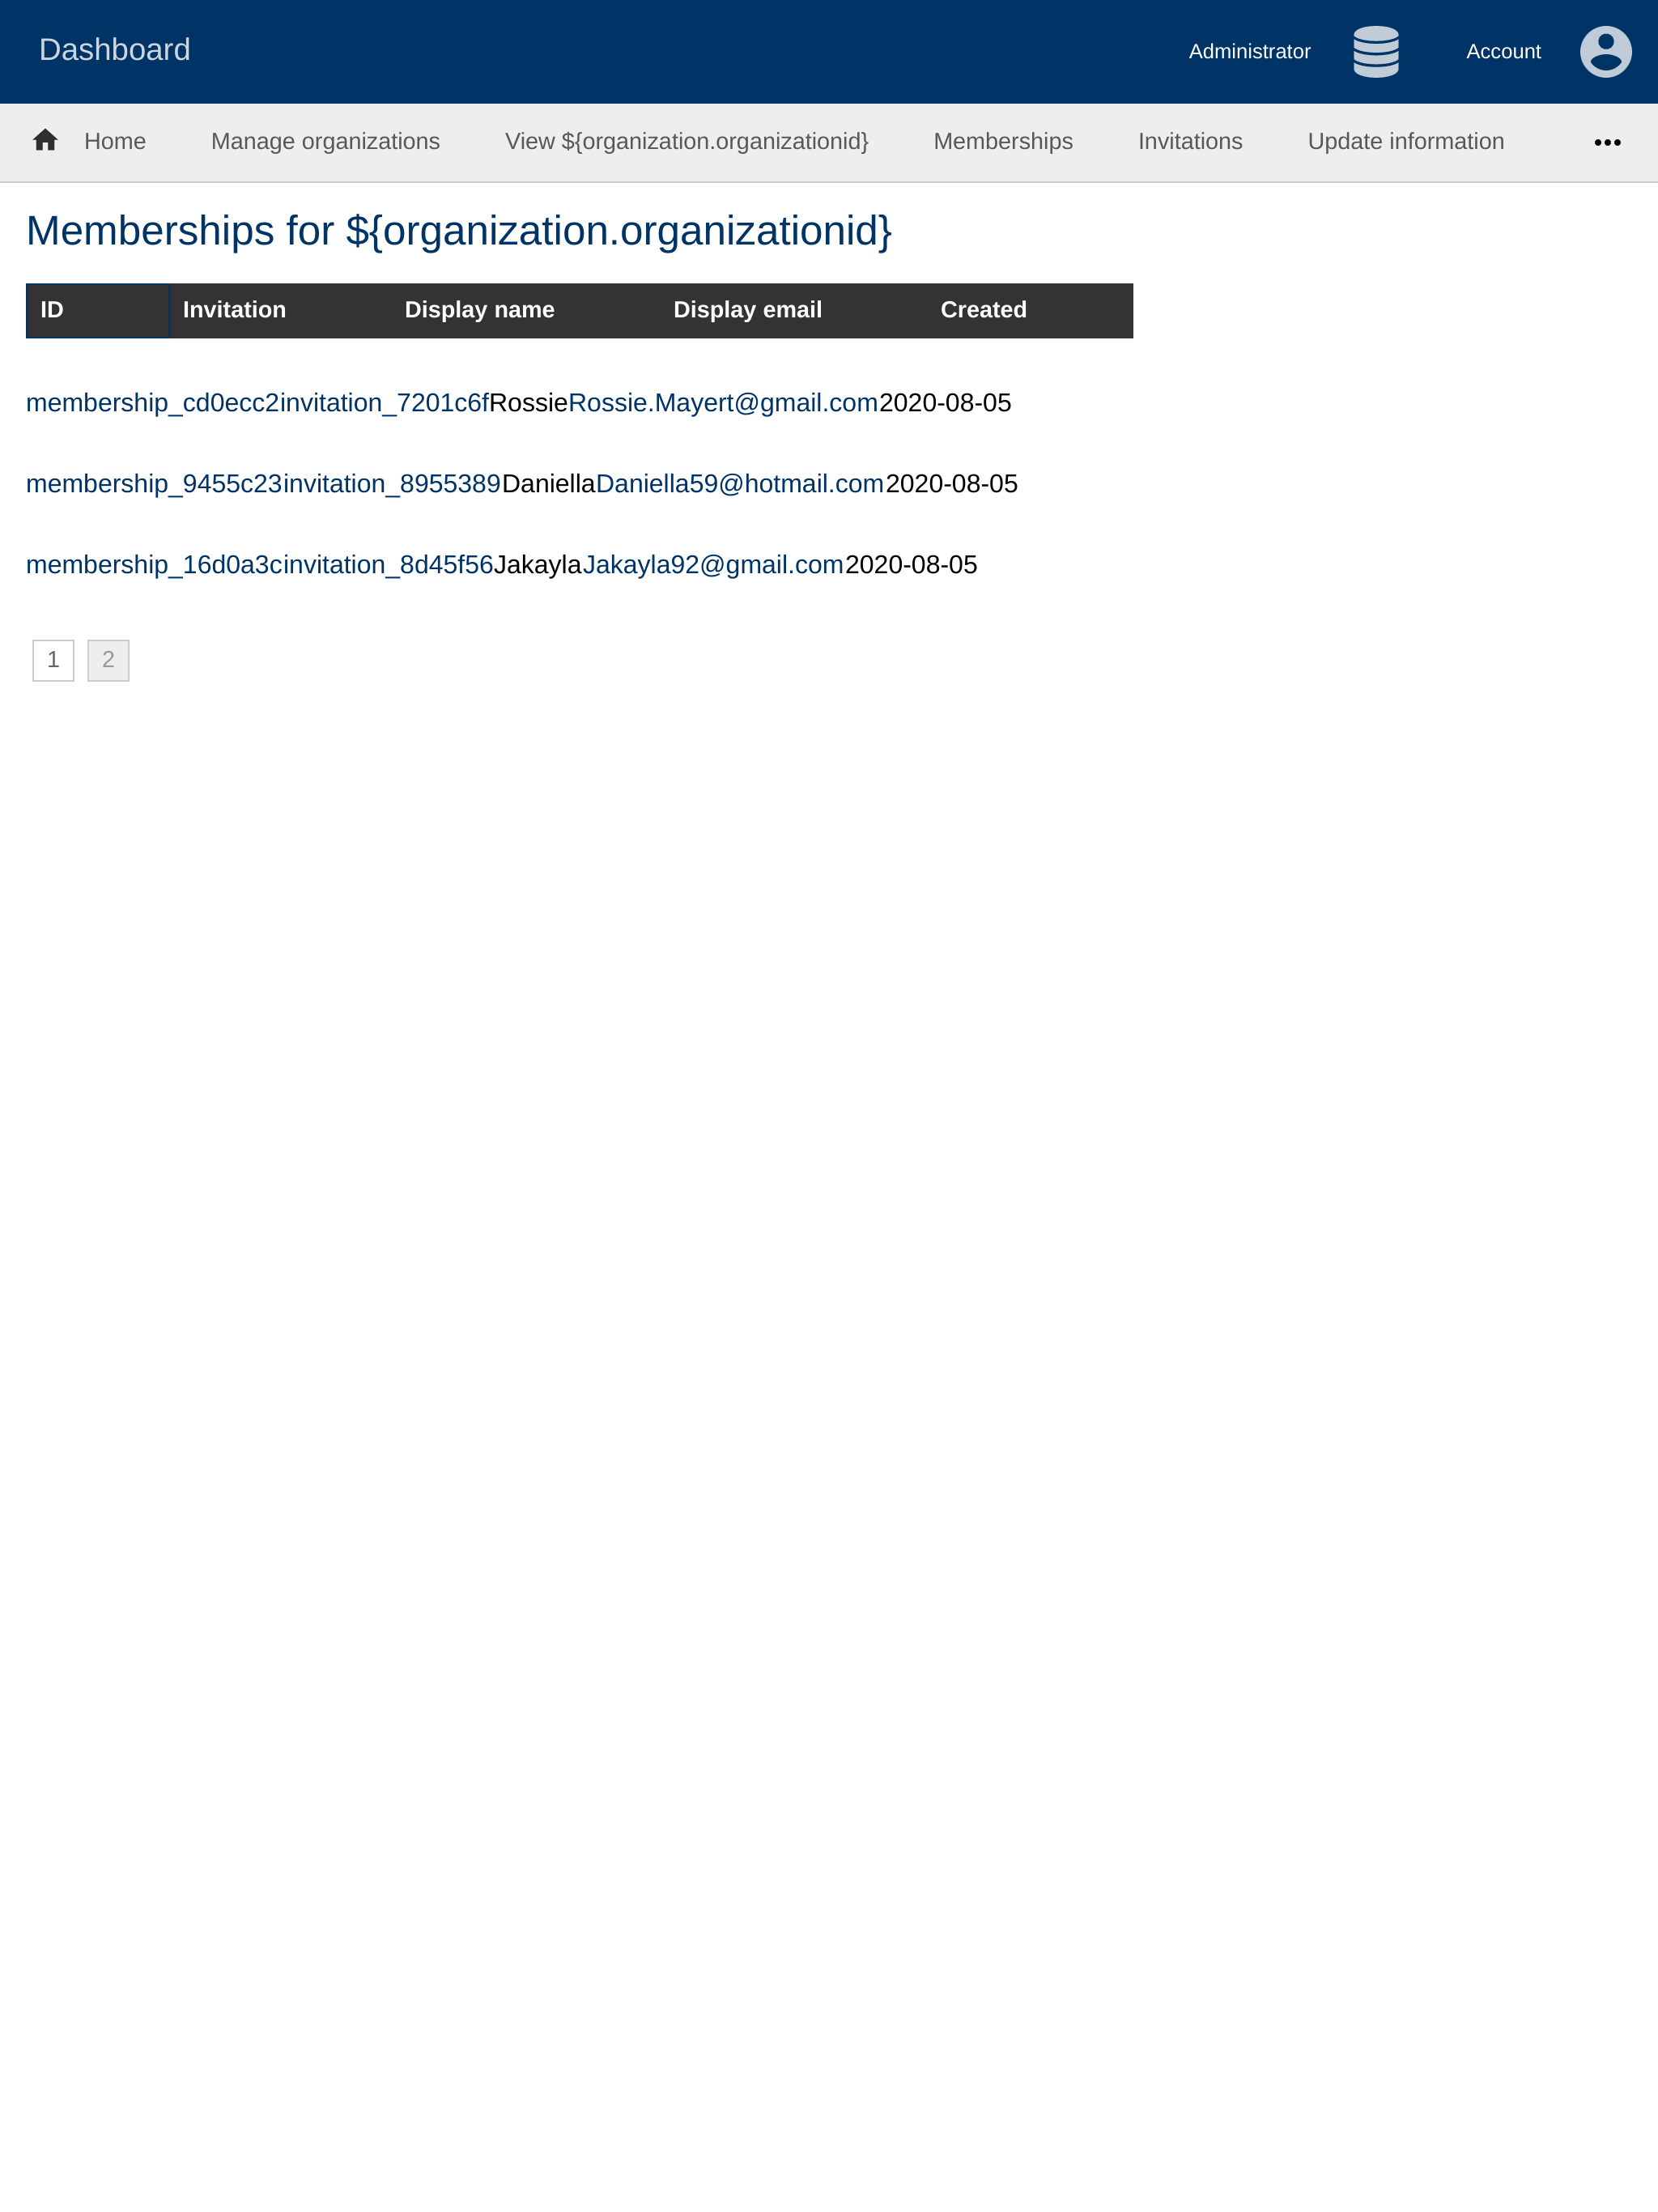 Dashboard Administrator Account
Home Manage organizations View ${organization.organizationid} Memberships Invitations Update information
Memberships for ${organization.organizationid}
ID Invitation Display name Display email Created
membership_cd0ecc2invitation_7201c6fRossieRossie.Mayert@gmail.com2020-08-05
membership_9455c23invitation_8955389DaniellaDaniella59@hotmail.com2020-08-05
membership_16d0a3cinvitation_8d45f56JakaylaJakayla92@gmail.com2020-08-05
1 2